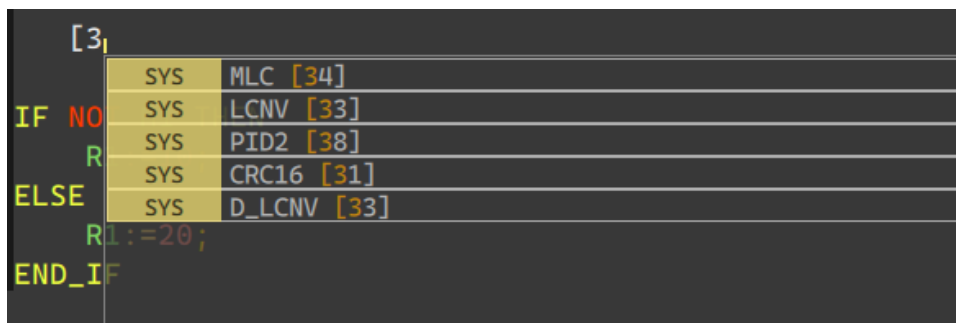 [3
SYS MLC [34]
IF NO SYS LCNV [33]
SYS PID2 [38]
R SYS CRC16 [31]
ELSE SYS D_LCNV [33]
R1:=20;
END_IF